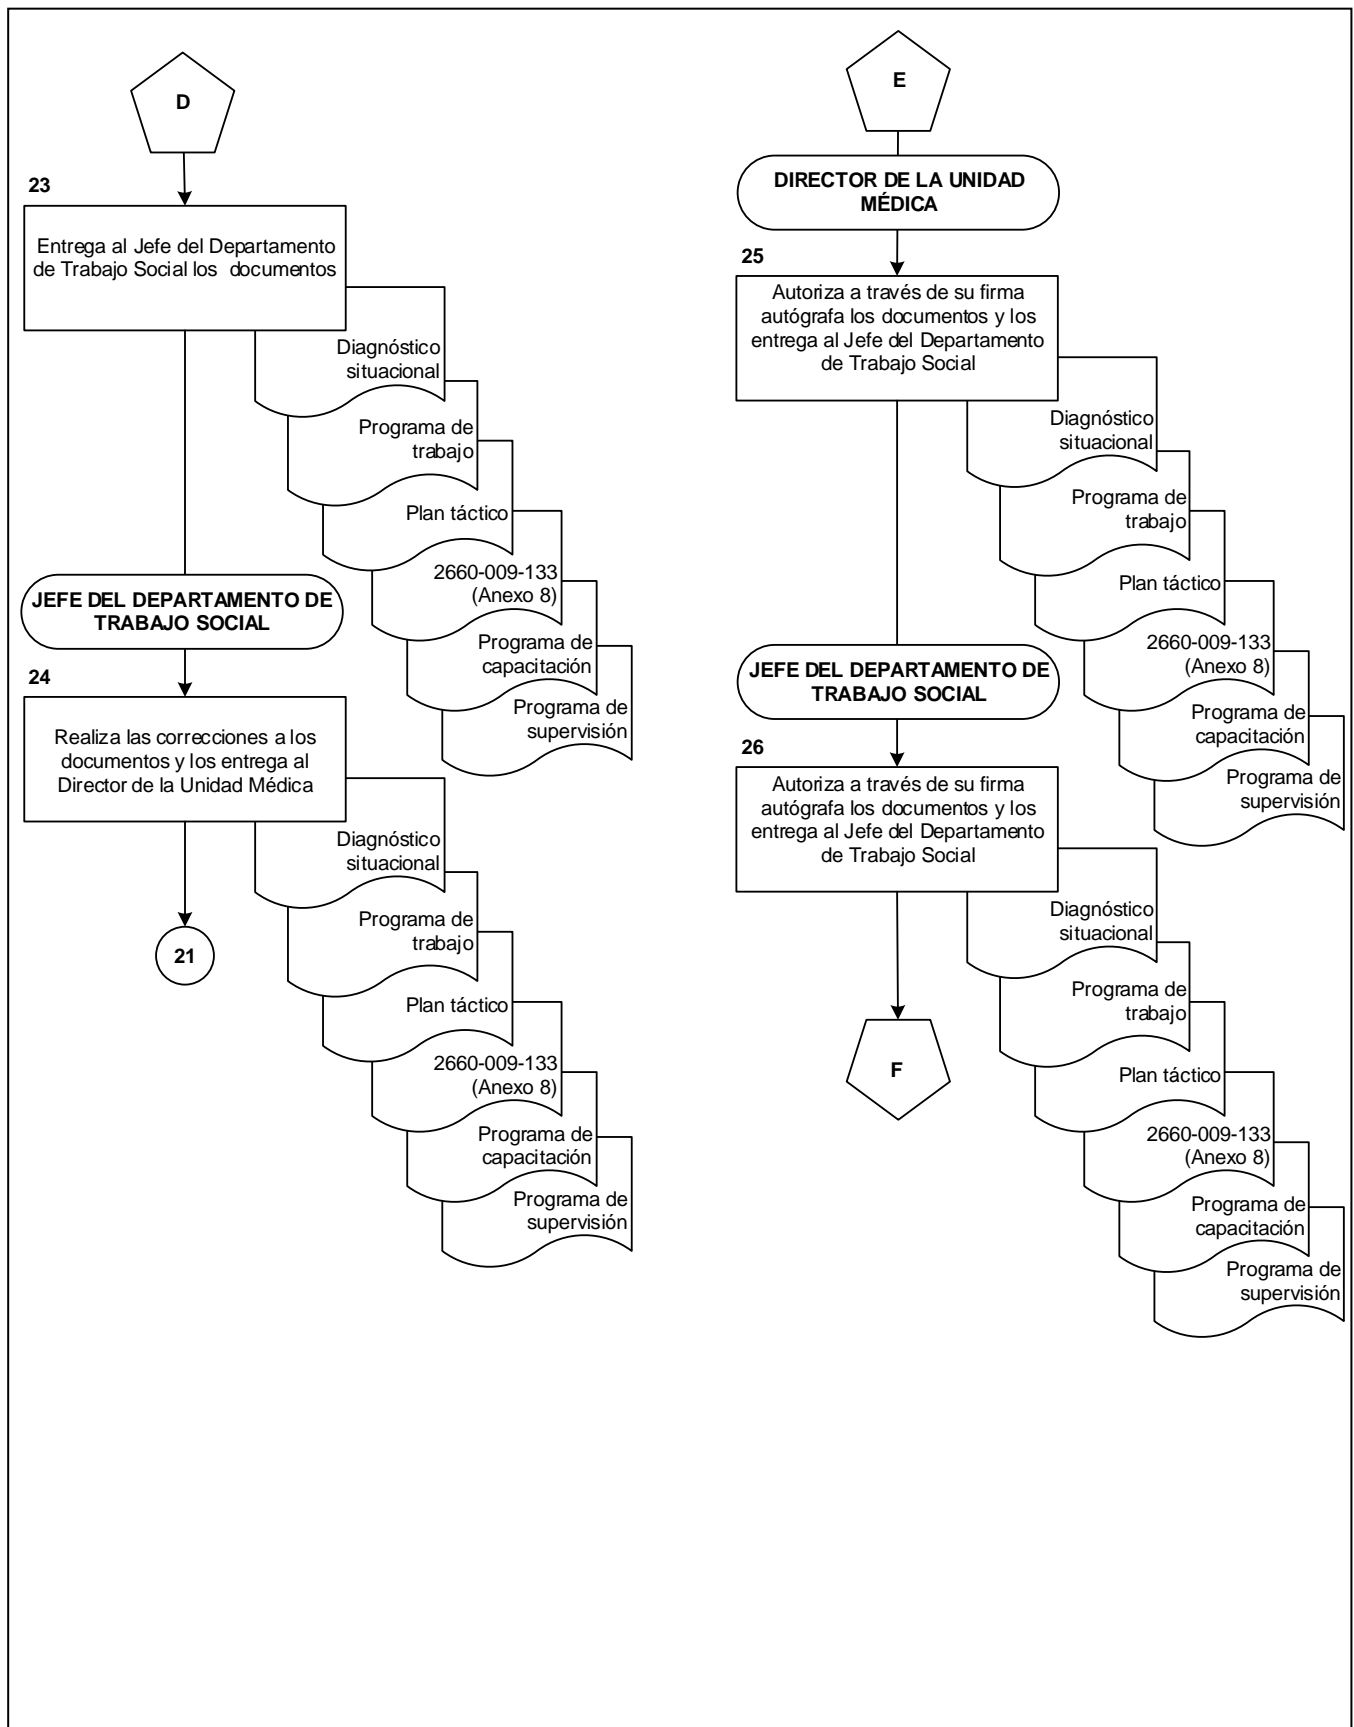 D
23
Entrega al Jefe del Departamento
de Trabajo Social los documentos
Diagnóstico
situacional
Programa de
trabajo
Plan táctico
2660-009-133
(Anexo 8)
Programa de
capacitación
Programa de
supervisión
JEFE DEL DEPARTAMENTO DE
TRABAJO SOCIAL
24
Realiza las correcciones a los
documentos y los entrega al
Director de la Unidad Médica
Diagnóstico
situacional
Programa de
trabajo
Plan táctico
2660-009-133
(Anexo 8)
Programa de
capacitación
Programa de
supervisión
21
E
DIRECTOR DE LA UNIDAD
MÉDICA
25
Autoriza a través de su firma
autógrafa los documentos y los
entrega al Jefe del Departamento
de Trabajo Social
Diagnóstico
situacional
Programa de
trabajo
Plan táctico
2660-009-133
(Anexo 8)
Programa de
capacitación
Programa de
supervisión
JEFE DEL DEPARTAMENTO DE
TRABAJO SOCIAL
26
Autoriza a través de su firma
autógrafa los documentos y los
entrega al Jefe del Departamento
de Trabajo Social
Diagnóstico
situacional
Programa de
trabajo
Plan táctico
2660-009-133
(Anexo 8)
Programa de
capacitación
Programa de
supervisión
F